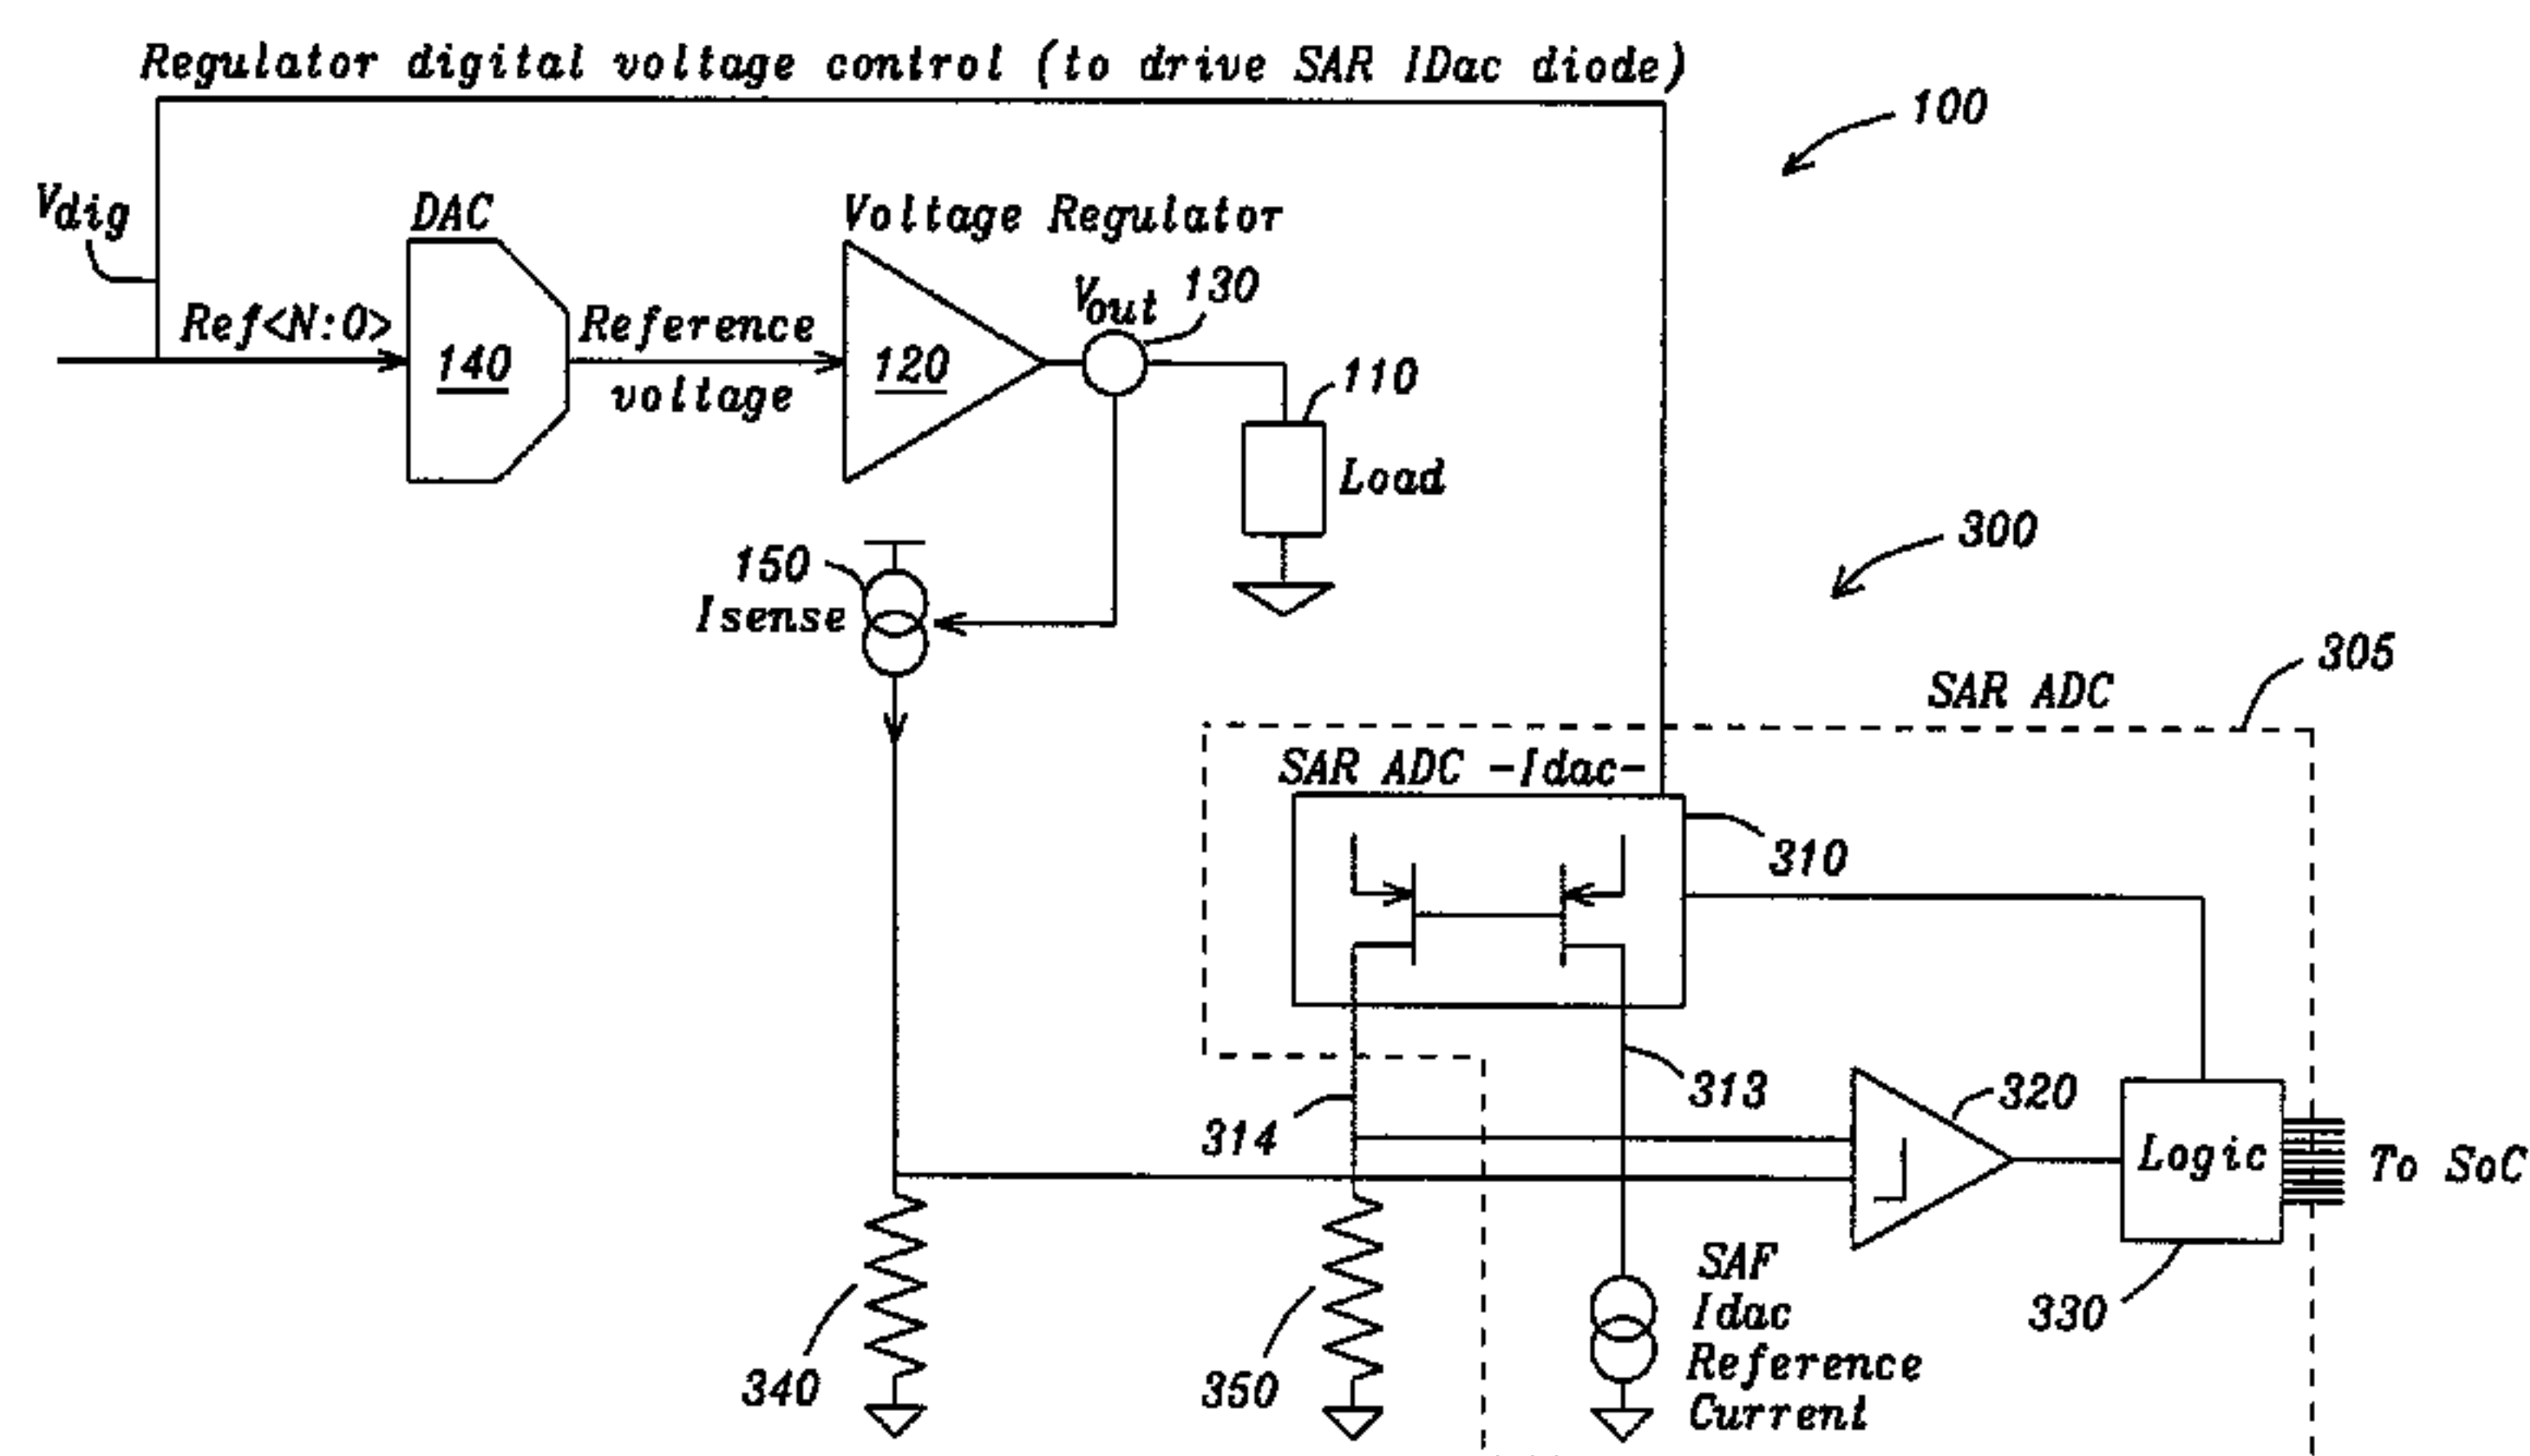 Regulator digital voltage control (to drive SAR IDac diode)
100
Vdig
DAC
Voltage Regulator
Ref<N:0>
140
Reference
voltage
120
Vout
130
110
Load
150
Isense
300
305
SAR ADC
SAR ADC -Idac-
310
313
314
320
Logic
To SoC
330
340
350
SAF
Idac
Reference
Current